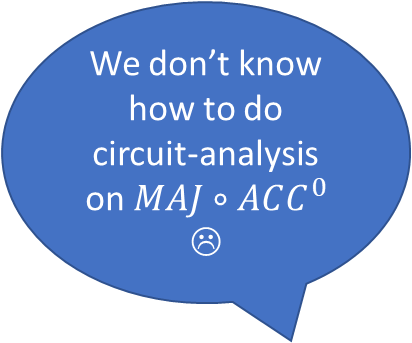 We don’t know
how to do
circuit-analysis
on 𝑀𝐴𝐽 ∘ 𝐴𝐶𝐶⁰
☹